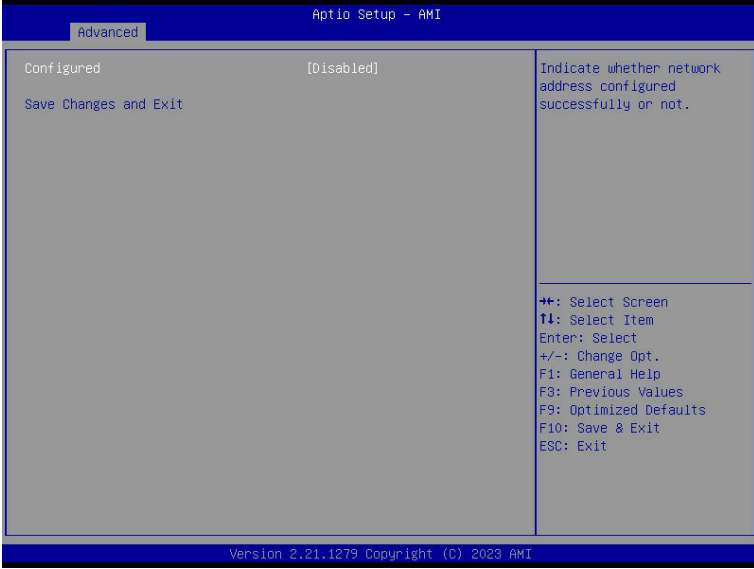 Aptio Setup – AMI
Advanced
Configured [Disabled]
Save Changes and Exit
Indicate whether network
address configured
successfully or not.
→←: Select Screen
↑↓: Select Item
Enter: Select
+/-: Change Opt.
F1: General Help
F3: Previous Values
F9: Optimized Defaults
F10: Save & Exit
ESC: Exit
Version 2.21.1279 Copyright (C) 2023 AMI